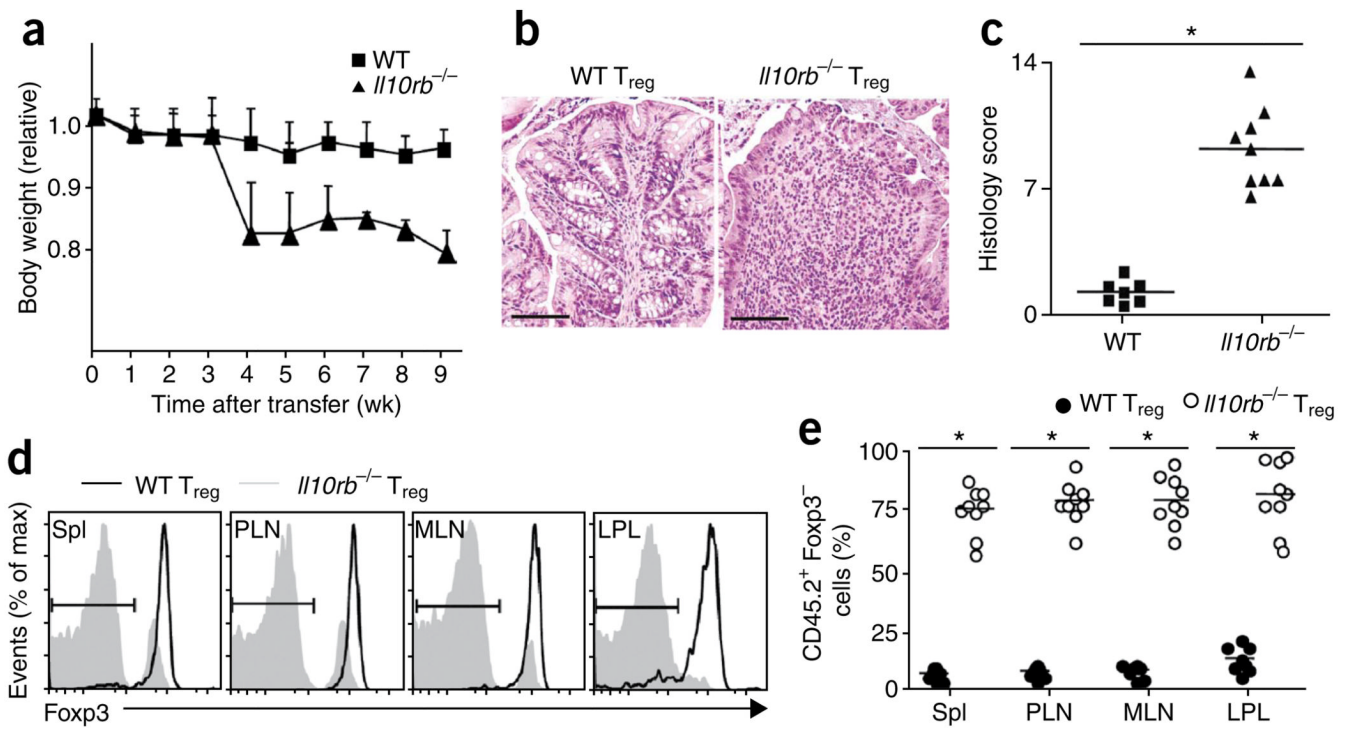 a
WT
Il10rb–/–
Body weight (relative)
1.0
0.9
0.8
0 1 2 3 4 5 6 7 8 9
Time after transfer (wk)
b
WT Treg
Il10rb–/– Treg
c
*
Histology score
14
7
0
WT
Il10rb–/–
d
WT Treg
Il10rb–/– Treg
Events (% of max)
Spl
PLN
MLN
LPL
Foxp3
e
WT Treg
Il10rb–/– Treg
CD45.2+ Foxp3–
cells (%)
* * * *
100
75
50
25
0
Spl PLN MLN LPL